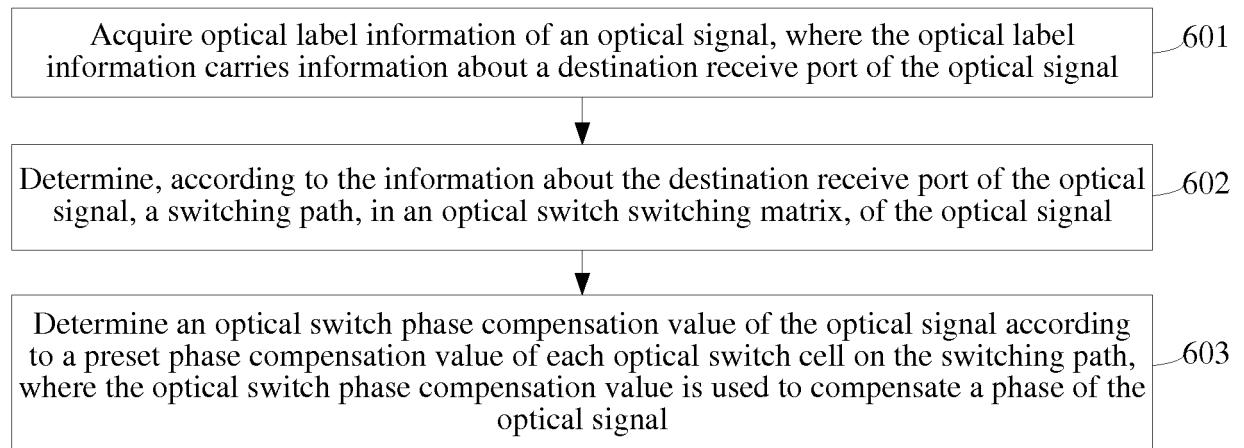 Acquire optical label information of an optical signal, where the optical label
information carries information about a destination receive port of the optical signal
601
Determine, according to the information about the destination receive port of the optical
signal, a switching path, in an optical switch switching matrix, of the optical signal
602
Determine an optical switch phase compensation value of the optical signal according
to a preset phase compensation value of each optical switch cell on the switching path,
where the optical switch phase compensation value is used to compensate a phase of the
optical signal
603